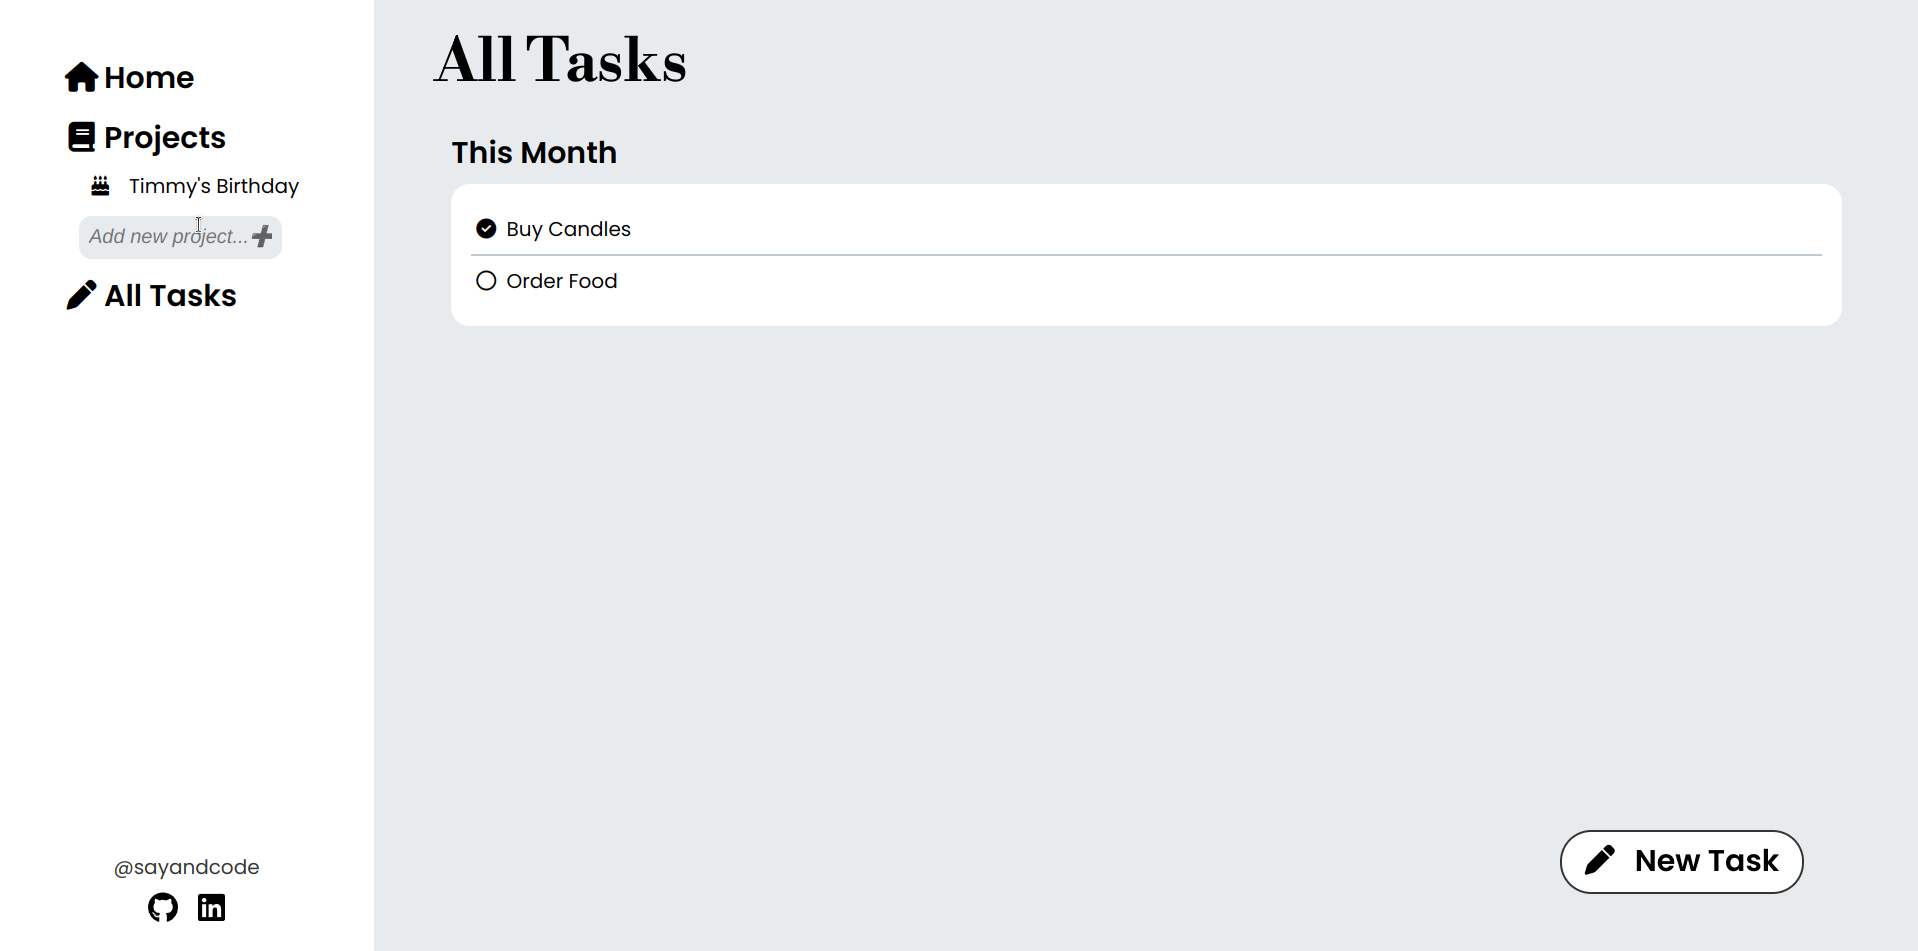 Home
Projects
Timmy's Birthday
Add new project...
All Tasks
@sayandcode
in
All Tasks
This Month
Buy Candles
Order Food
New Task